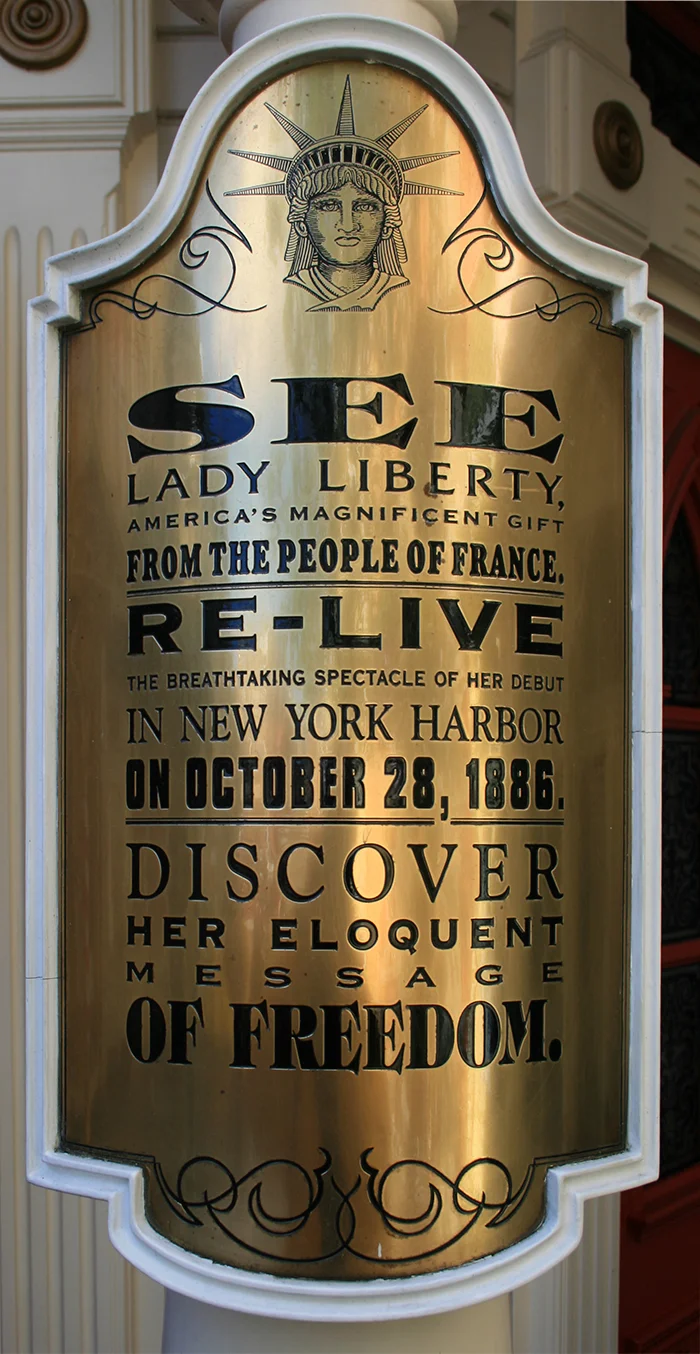 SEE
LADY LIBERTY,
AMERICA'S MAGNIFICENT GIFT
FROM THE PEOPLE OF FRANCE.
RE-LIVE
THE BREATHTAKING SPECTACLE OF HER DEBUT
IN NEW YORK HARBOR
ON OCTOBER 28, 1886.
DISCOVER
HER ELOQUENT
MESSAGE
OF FREEDOM.